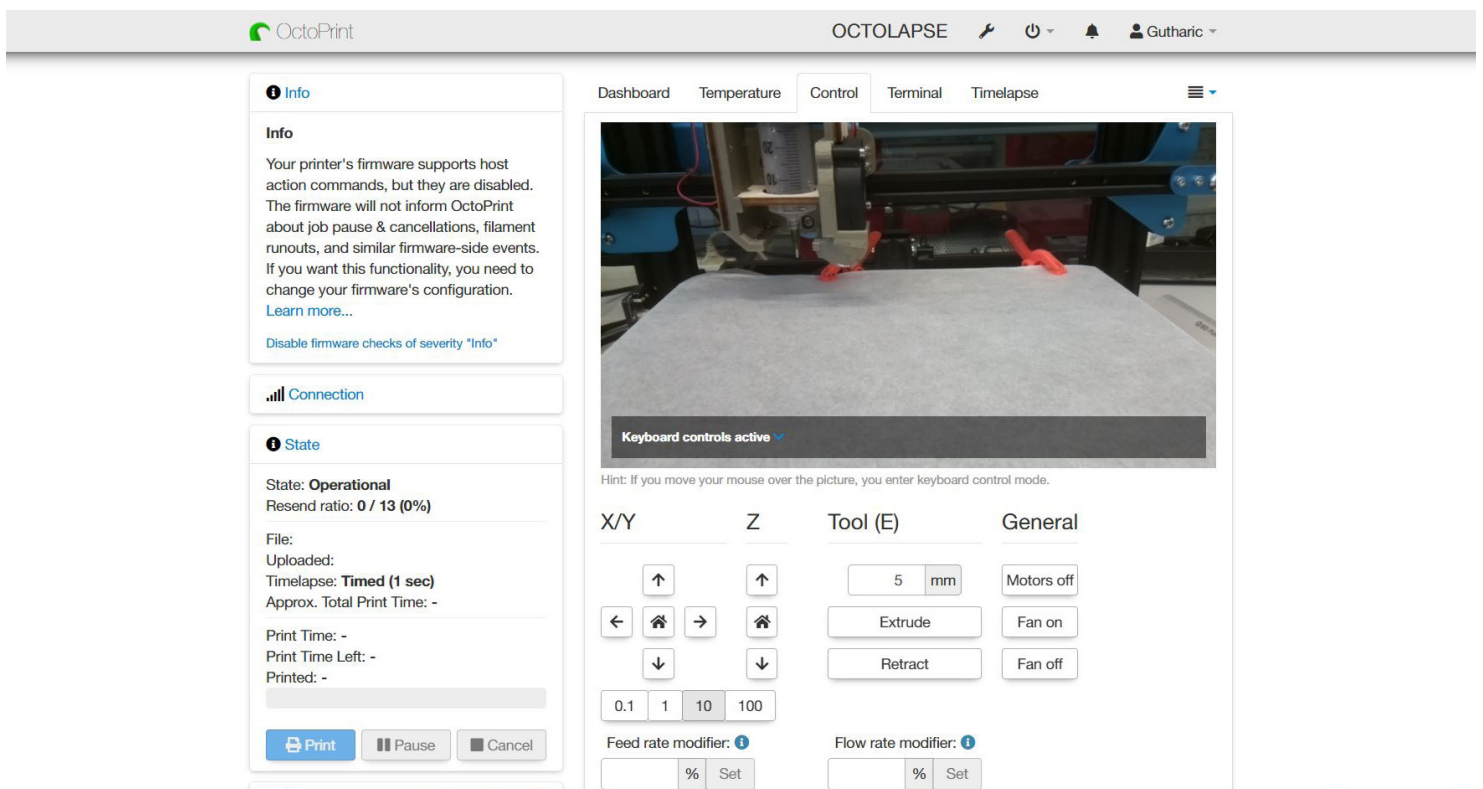 OctoPrint
OCTOLAPSE
Gutharic
Info
Info
Your printer's firmware supports host
action commands, but they are disabled.
The firmware will not inform OctoPrint
about job pause & cancellations, filament
runouts, and similar firmware-side events.
If you want this functionality, you need to
change your firmware's configuration.
Learn more...
Disable firmware checks of severity "Info"
Connection
State
State: Operational
Resend ratio: 0 / 13 (0%)
File:
Uploaded:
Timelapse: Timed (1 sec)
Approx. Total Print Time: -
Print Time: -
Print Time Left: -
Printed: -
Print Pause Cancel
Dashboard Temperature Control Terminal Timelapse
20
10
Keyboard controls active
Hint: If you move your mouse over the picture, you enter keyboard control mode.
X/Y Z Tool (E) General
5 mm Motors off
Extrude Fan on
Retract Fan off
0.1 1 10 100
Feed rate modifier: Flow rate modifier:
% Set % Set